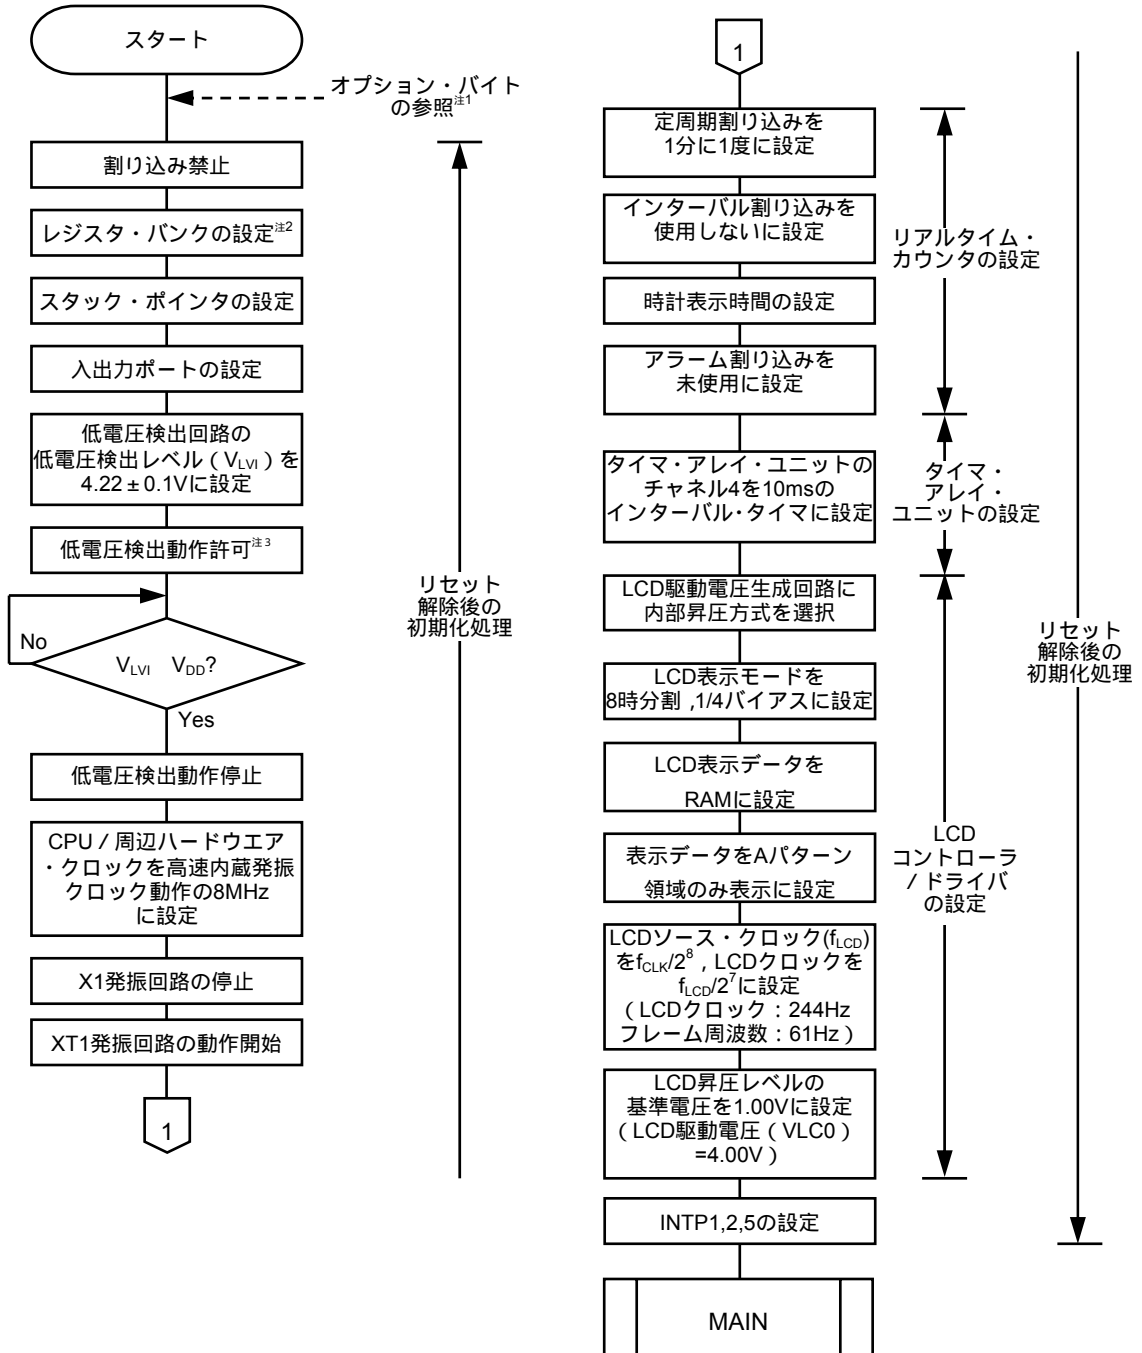 スタート
オプション・バイト
の参照注1
割り込み禁止
レジスタ・バンクの設定注2
スタック・ポインタの設定
入出力ポートの設定
低電圧検出回路の
低電圧検出レベル（VLVI）を
4.22±0.1Vに設定
低電圧検出動作許可注3
No
VLVI VDD?
Yes
低電圧検出動作停止
CPU／周辺ハードウエア
・クロックを高速内蔵発振
クロック動作の8MHz
に設定
X1発振回路の停止
XT1発振回路の動作開始
1
リセット
解除後の
初期化処理
1
定周期割り込みを
1分に1度に設定
インターバル割り込みを
使用しないに設定
時計表示時間の設定
アラーム割り込みを
未使用に設定
リアルタイム・
カウンタの設定
タイマ・アレイ・ユニットの
チャネル4を10msの
インターバル・タイマに設定
タイマ・
アレイ・
ユニットの設定
LCD駆動電圧生成回路に
内部昇圧方式を選択
LCD表示モードを
8時分割，1/4バイアスに設定
LCD表示データを
RAMに設定
表示データをAパターン
領域のみ表示に設定
LCDソース・クロック(fLCD)
をfCLK/2⁸，LCDクロックを
fLCD/2⁷に設定
（LCDクロック：244Hz
フレーム周波数：61Hz）
LCD昇圧レベルの
基準電圧を1.00Vに設定
（LCD駆動電圧（VLC0）
=4.00V）
LCD
コントローラ
／ドライバ
の設定
INTP1,2,5の設定
MAIN
リセット
解除後の
初期化処理